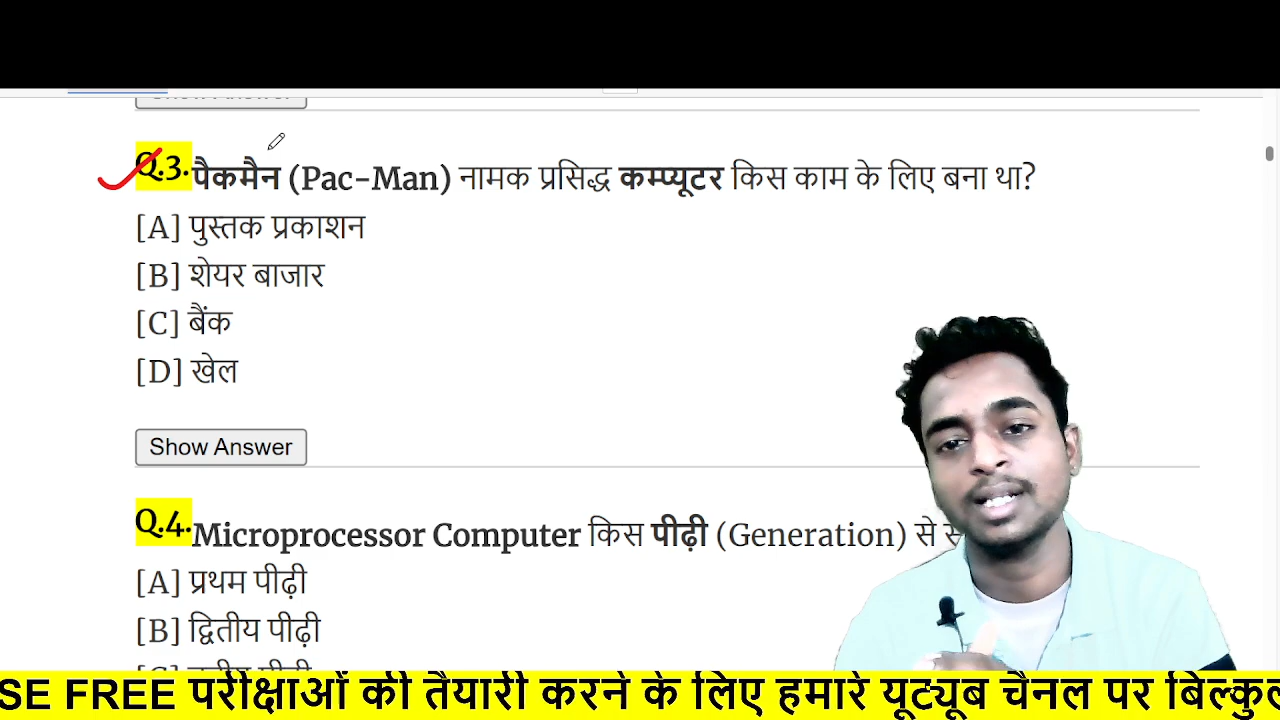 Q.3. पैकमैन (Pac-Man) नामक प्रसिद्ध कम्प्यूटर किस काम के लिए बना था?
[A] पुस्तक प्रकाशन
[B] शेयर बाजार
[C] बैंक
[D] खेल
Show Answer
Q.4. Microprocessor Computer किस पीढ़ी (Generation) से
[A] प्रथम पीढ़ी
[B] द्वितीय पीढ़ी
SE FREE परीक्षाओं की तैयारी करने के लिए हमारे यूट्यूब चैनल पर